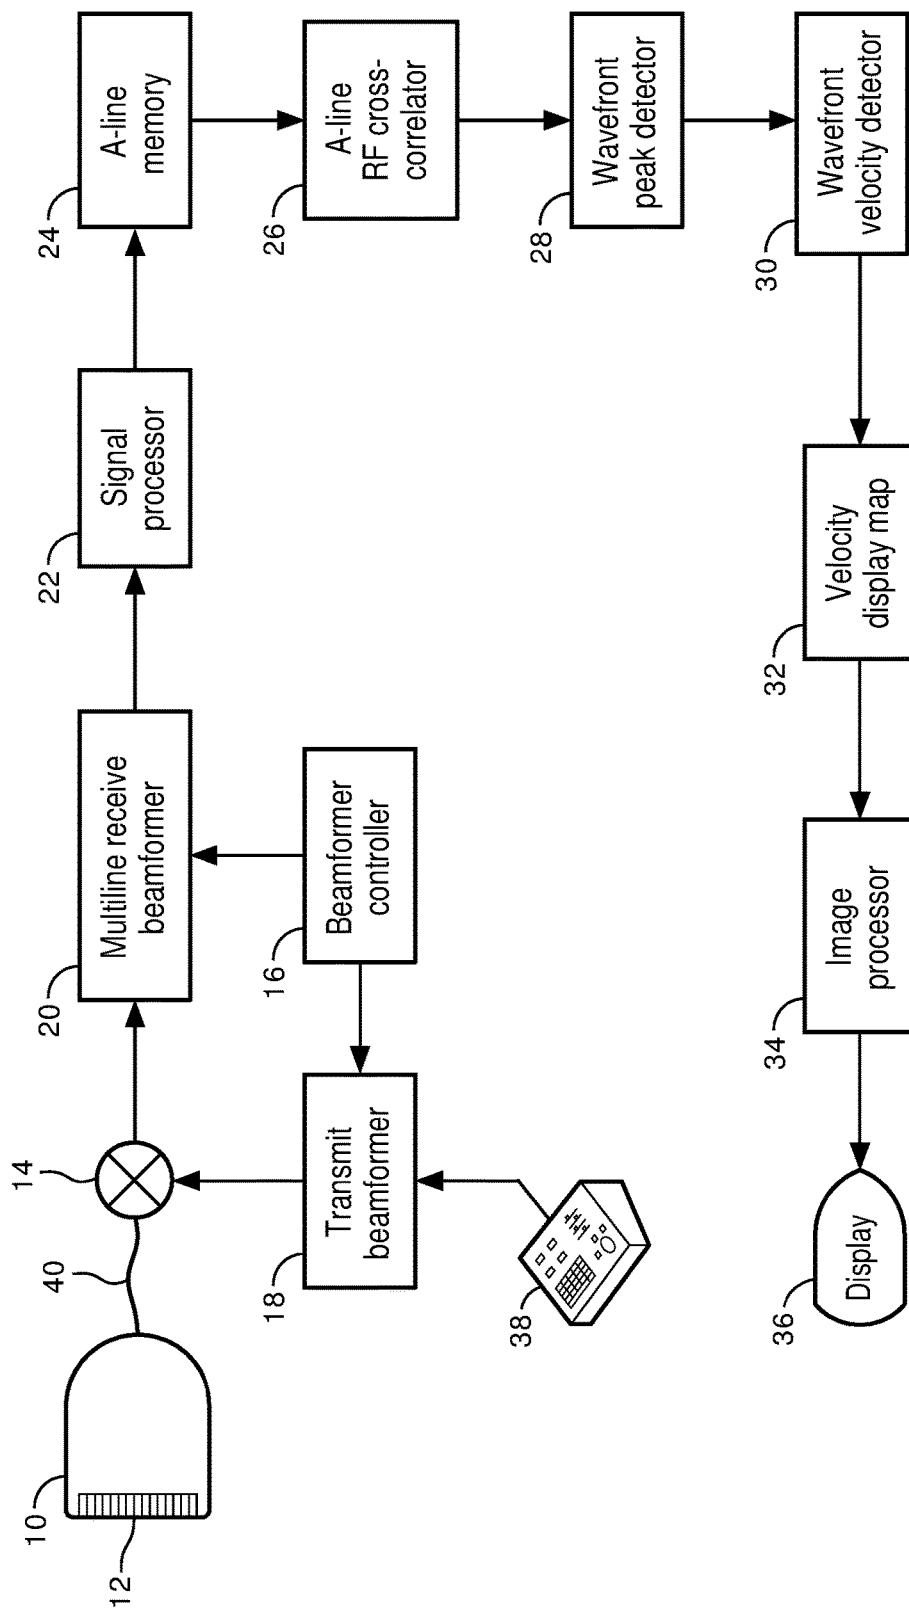 10
12
40
14
20
Multiline receive
beamformer
22
Signal
processor
24
A-line
memory
18
Transmit
beamformer
16
Beamformer
controller
26
A-line
RF cross-
correlator
38
28
Wavefront
peak detector
36
Display
34
Image
processor
32
Velocity
display map
30
Wavefront
velocity detector